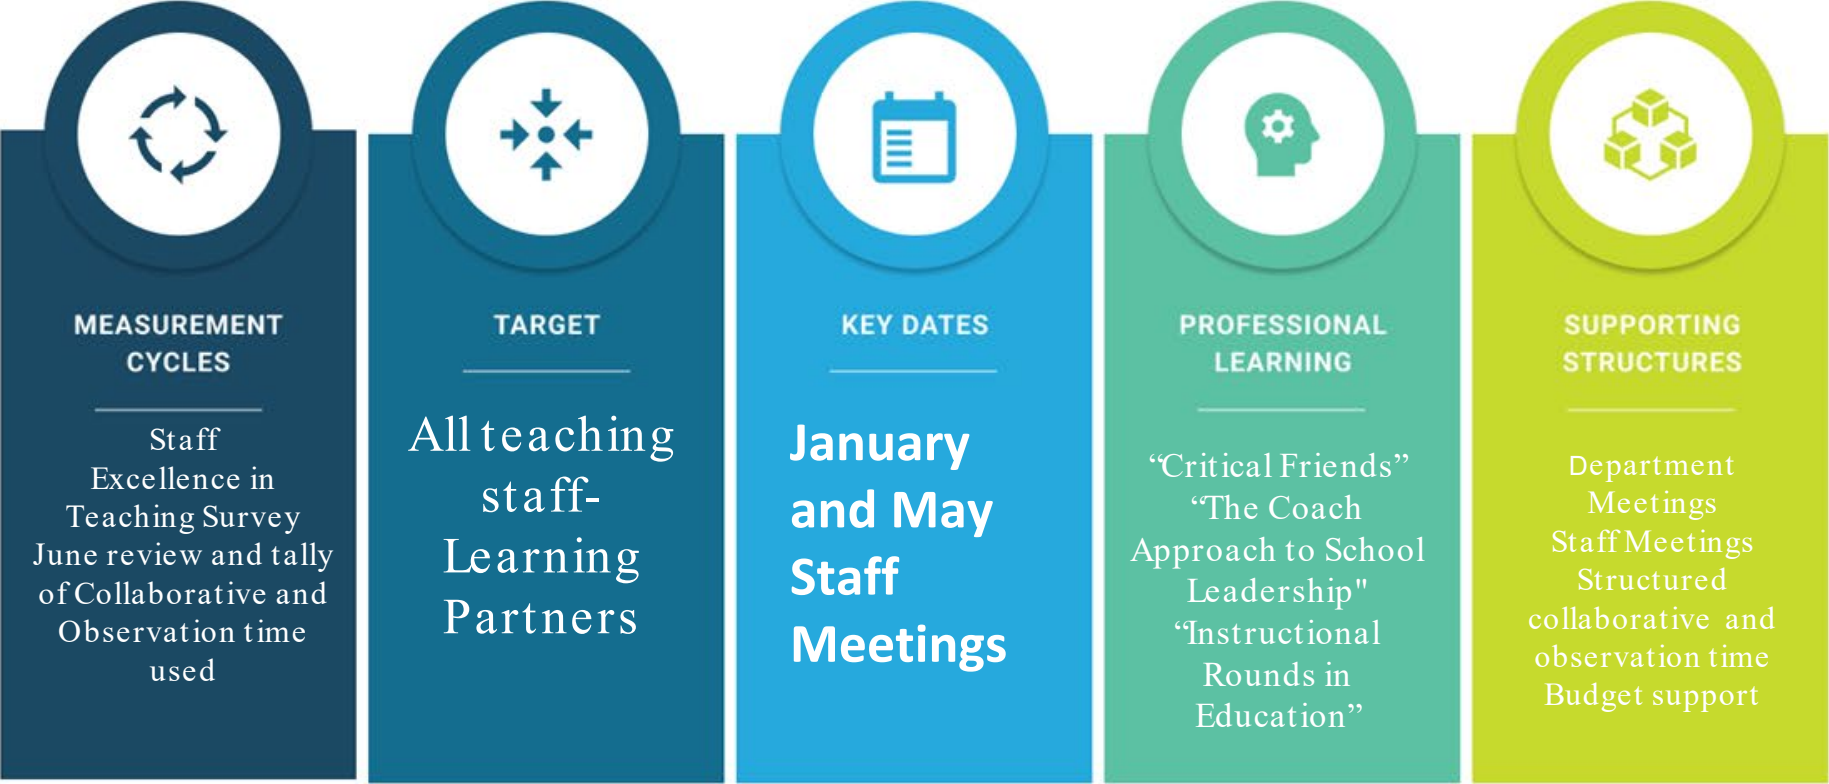 MEASUREMENT
CYCLES
Staff
Excellence in
Teaching Survey
June review and tally
of Collaborative and
Observation time
used
TARGET
All teaching
staff-
Learning
Partners
KEY DATES
January
and May
Staff
Meetings
PROFESSIONAL
LEARNING
“Critical Friends”
“The Coach
Approach to School
Leadership"
“Instructional
Rounds in
Education”
SUPPORTING
STRUCTURES
Department
Meetings
Staff Meetings
Structured
collaborative and
observation time
Budget support